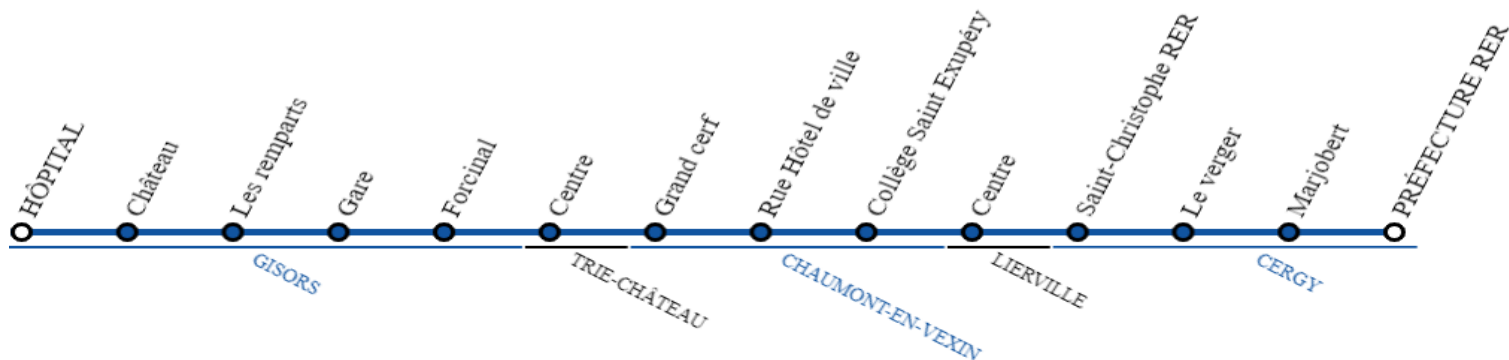 HÔPITAL
Château
Les remparts
Gare
Forcinal
Centre
Grand cerf
Rue Hôtel de ville
Collège Saint Exupéry
Centre
Saint-Christophe RER
Le verger
Marjobert
PRÉFECTURE RER
GISORS
TRIE-CHÂTEAU
CHAUMONT-EN-VEXIN
LIERVILLE
CERGY